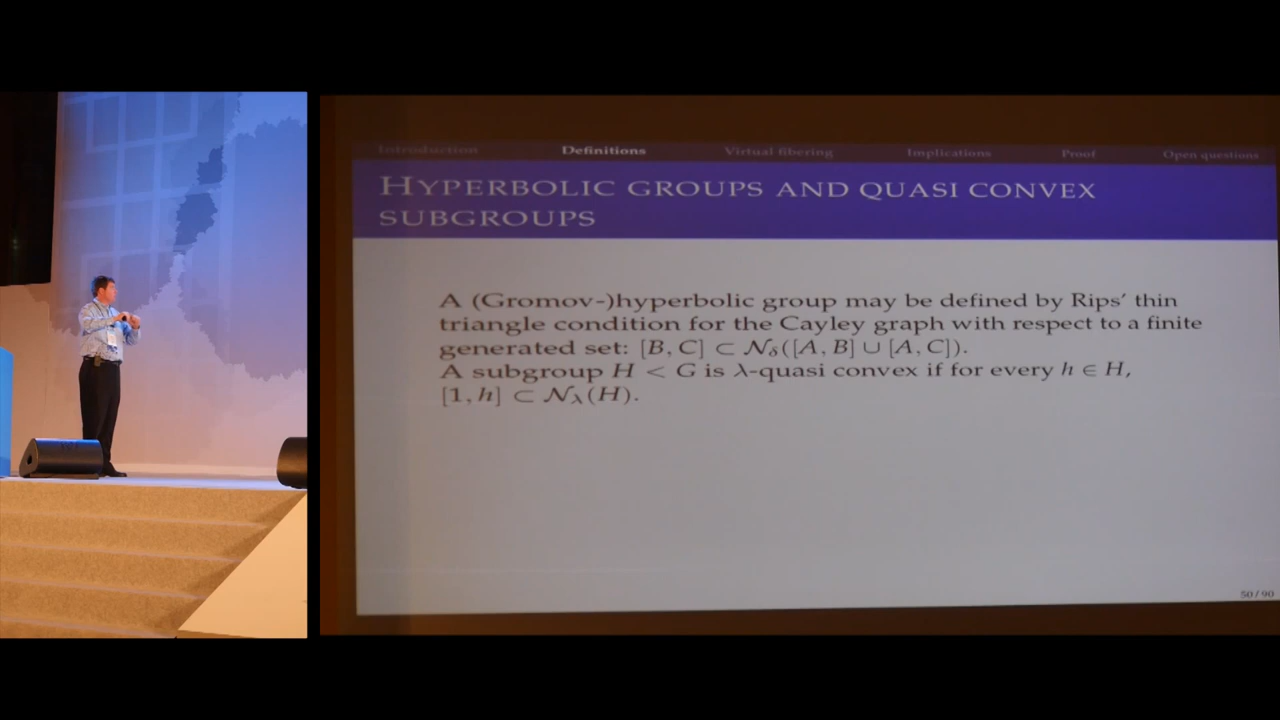 Introduction Definitions Virtual fibering Implications Proof Open questions
HYPERBOLIC GROUPS AND QUASI CONVEX
SUBGROUPS
A (Gromov-)hyperbolic group may be defined by Rips' thin
triangle condition for the Cayley graph with respect to a finite
generated set: [B, C] ⊂ 𝒩δ([A, B] ∪ [A, C]).
A subgroup H < G is λ-quasi convex if for every h ∈ H,
[1, h] ⊂ 𝒩λ(H).
50 / 90